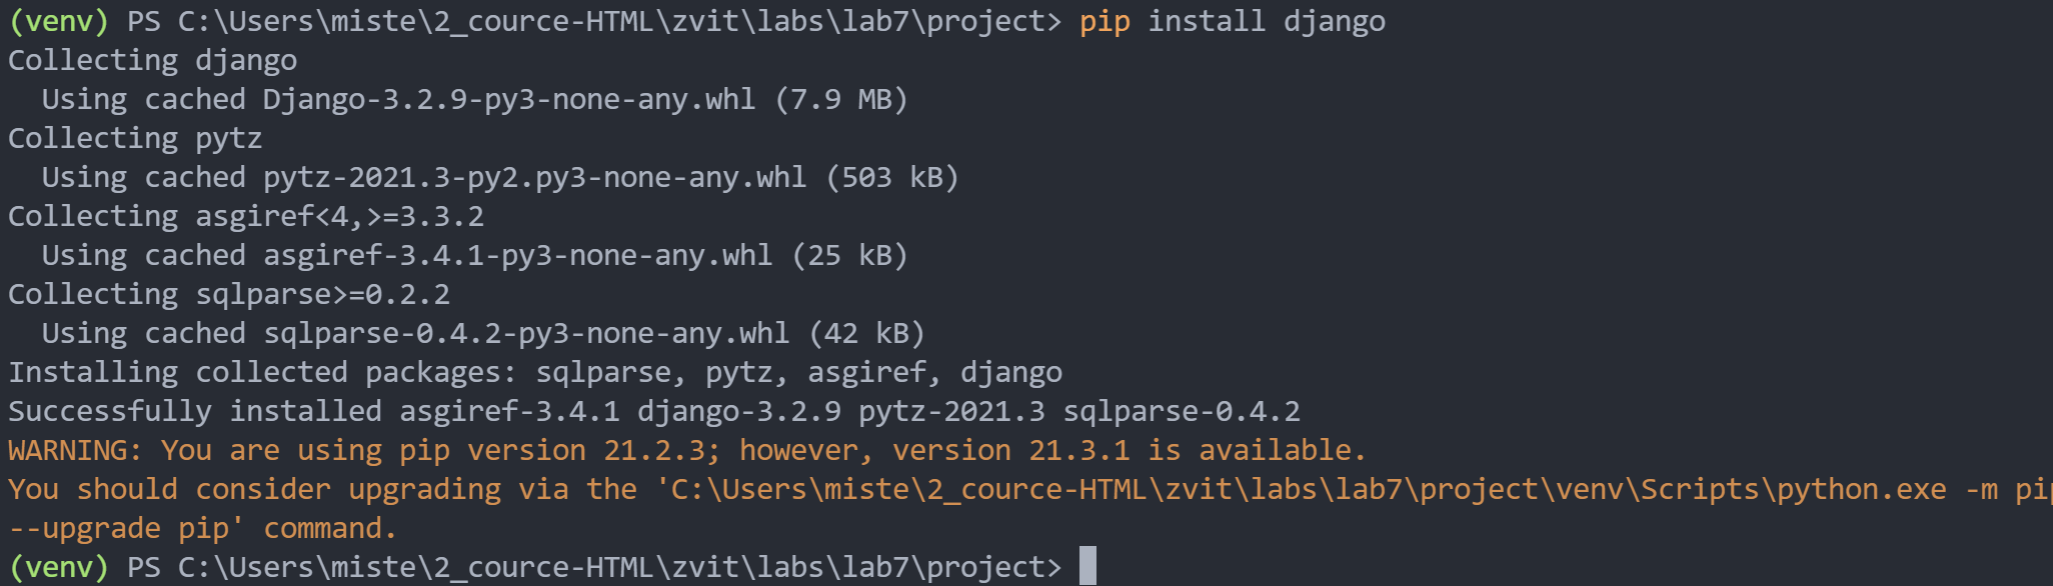 (venv) PS C:\Users\miste\2_cource-HTML\zvit\labs\lab7\project> pip install django
Collecting django
  Using cached Django-3.2.9-py3-none-any.whl (7.9 MB)
Collecting pytz
  Using cached pytz-2021.3-py2.py3-none-any.whl (503 kB)
Collecting asgiref<4,>=3.3.2
  Using cached asgiref-3.4.1-py3-none-any.whl (25 kB)
Collecting sqlparse>=0.2.2
  Using cached sqlparse-0.4.2-py3-none-any.whl (42 kB)
Installing collected packages: sqlparse, pytz, asgiref, django
Successfully installed asgiref-3.4.1 django-3.2.9 pytz-2021.3 sqlparse-0.4.2
WARNING: You are using pip version 21.2.3; however, version 21.3.1 is available.
You should consider upgrading via the 'C:\Users\miste\2_cource-HTML\zvit\labs\lab7\project\venv\Scripts\python.exe -m pip
--upgrade pip' command.
(venv) PS C:\Users\miste\2_cource-HTML\zvit\labs\lab7\project>